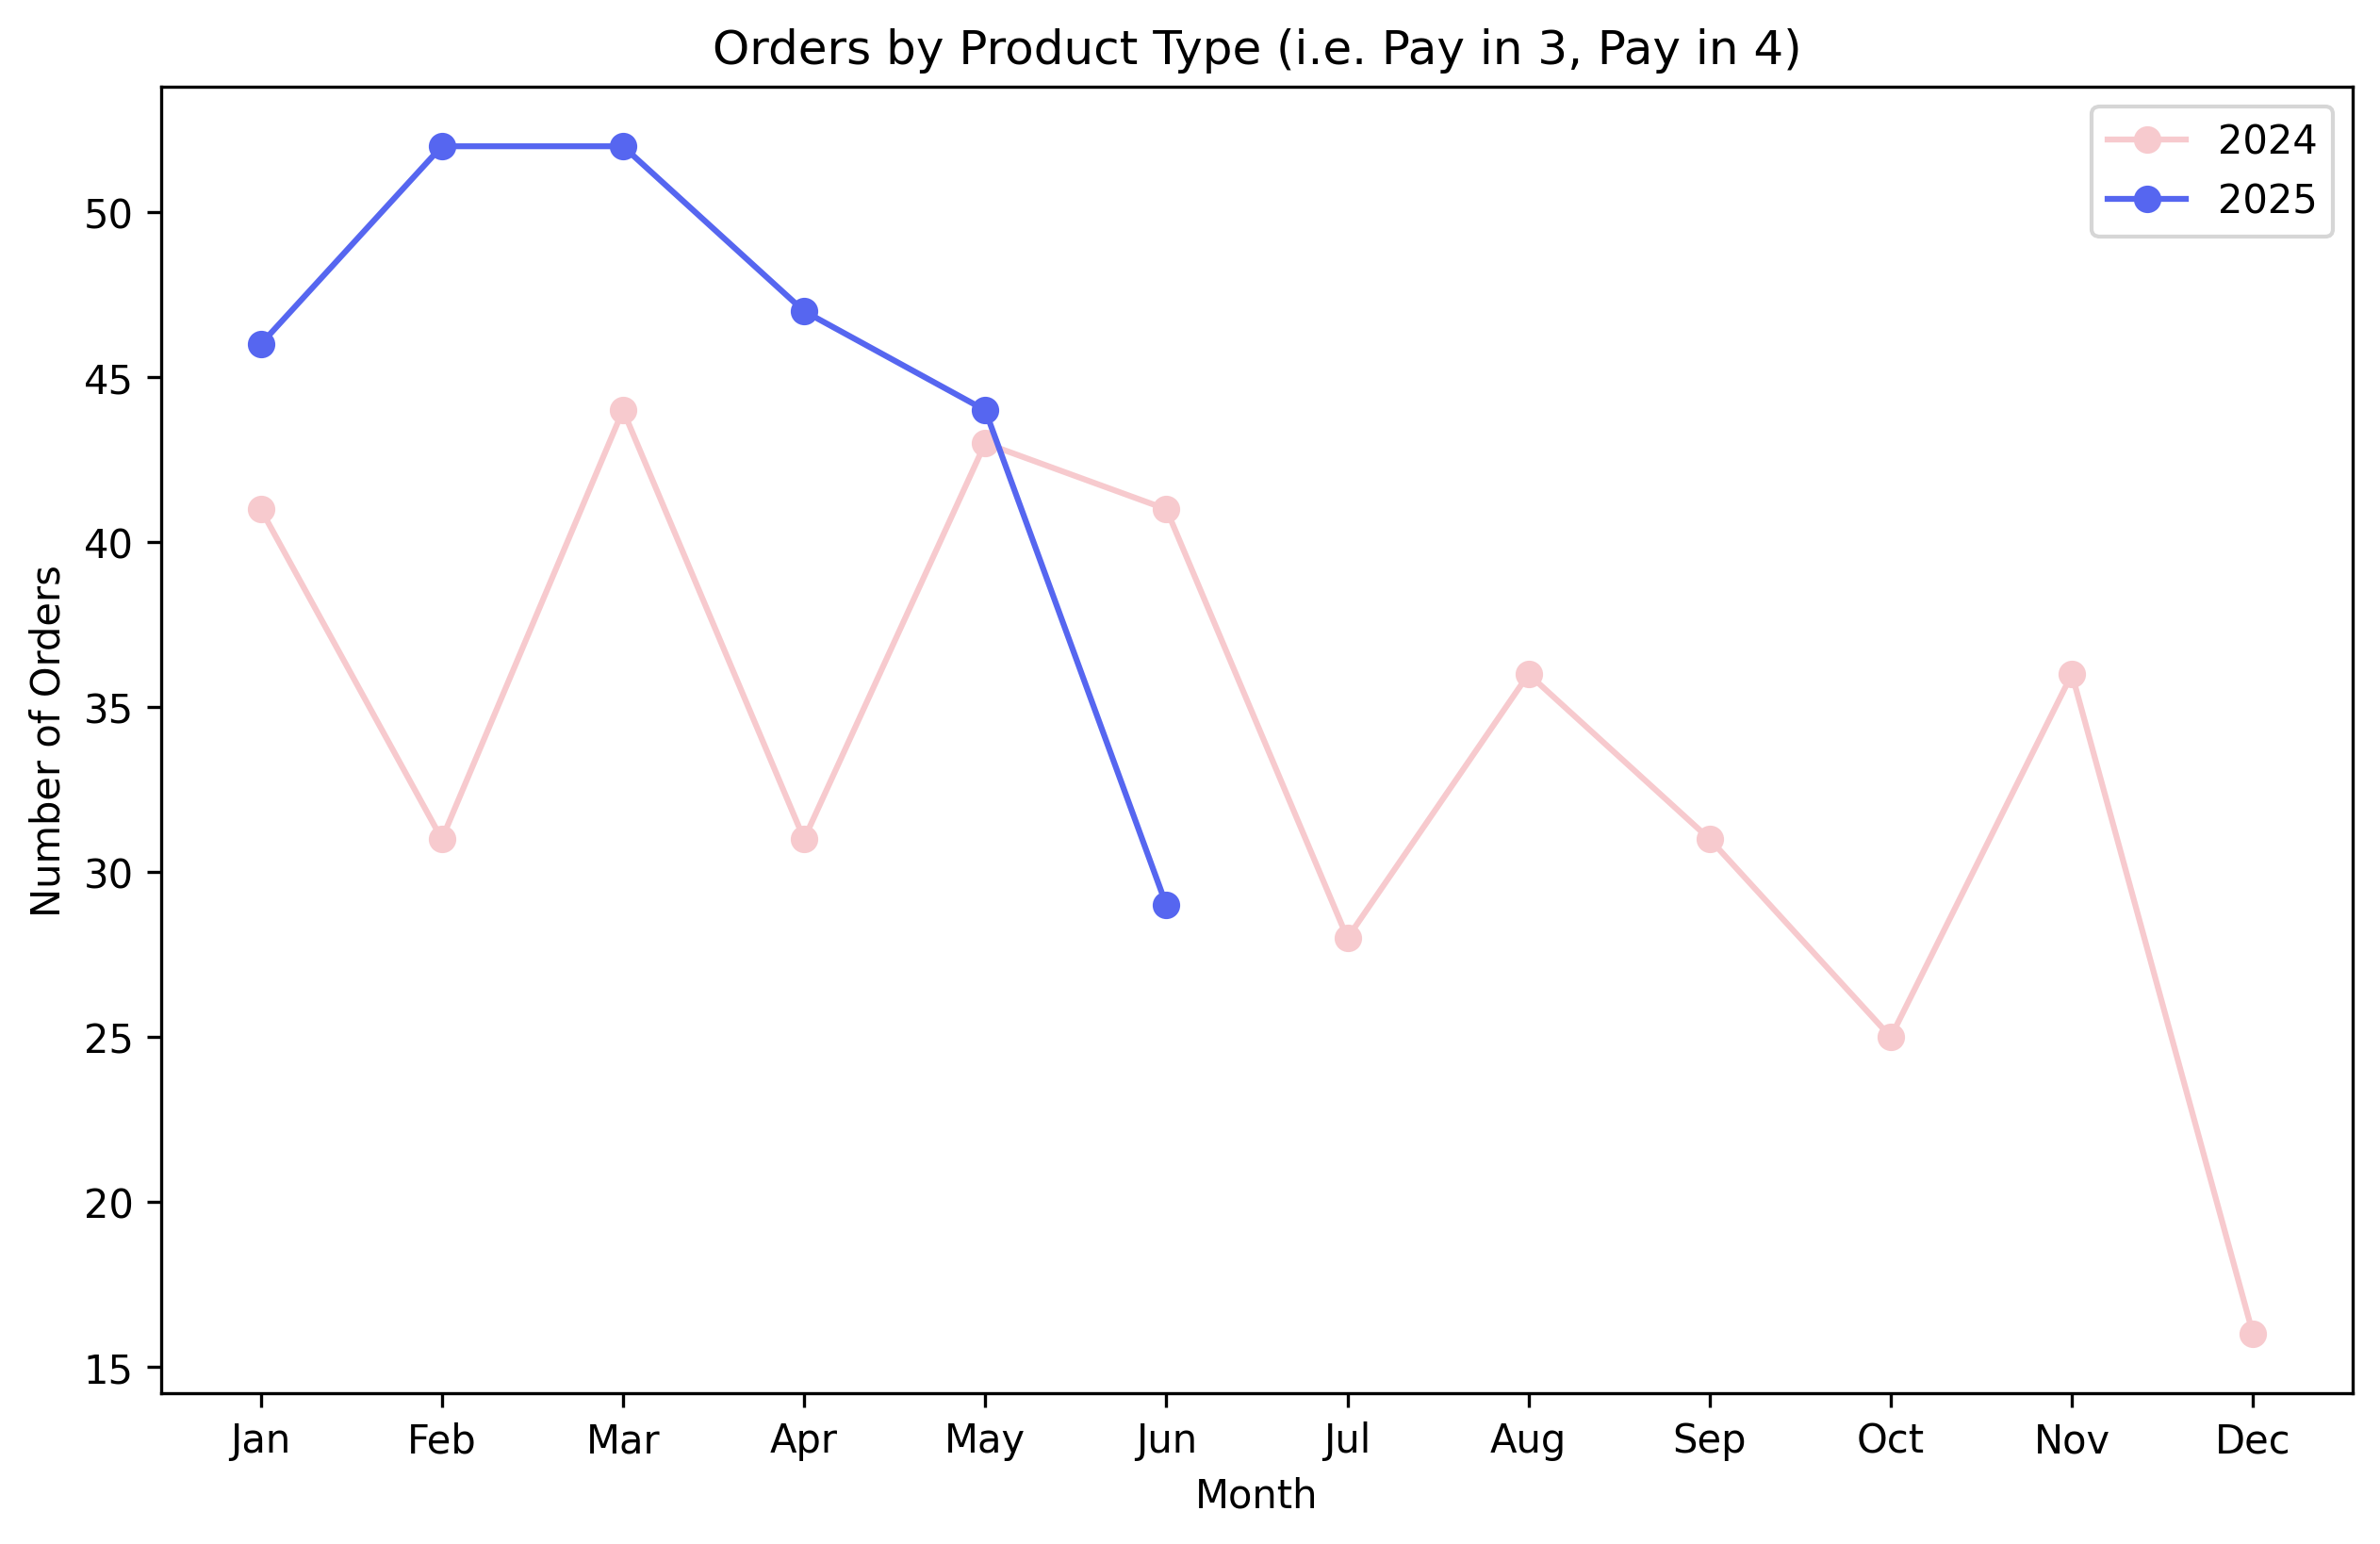 Orders by Product Type (i.e. Pay in 3, Pay in 4)
2024
2025
Number of Orders
50
45
40
35
30
25
20
15
Jan Feb Mar Apr May Jun Jul Aug Sep Oct Nov Dec
Month